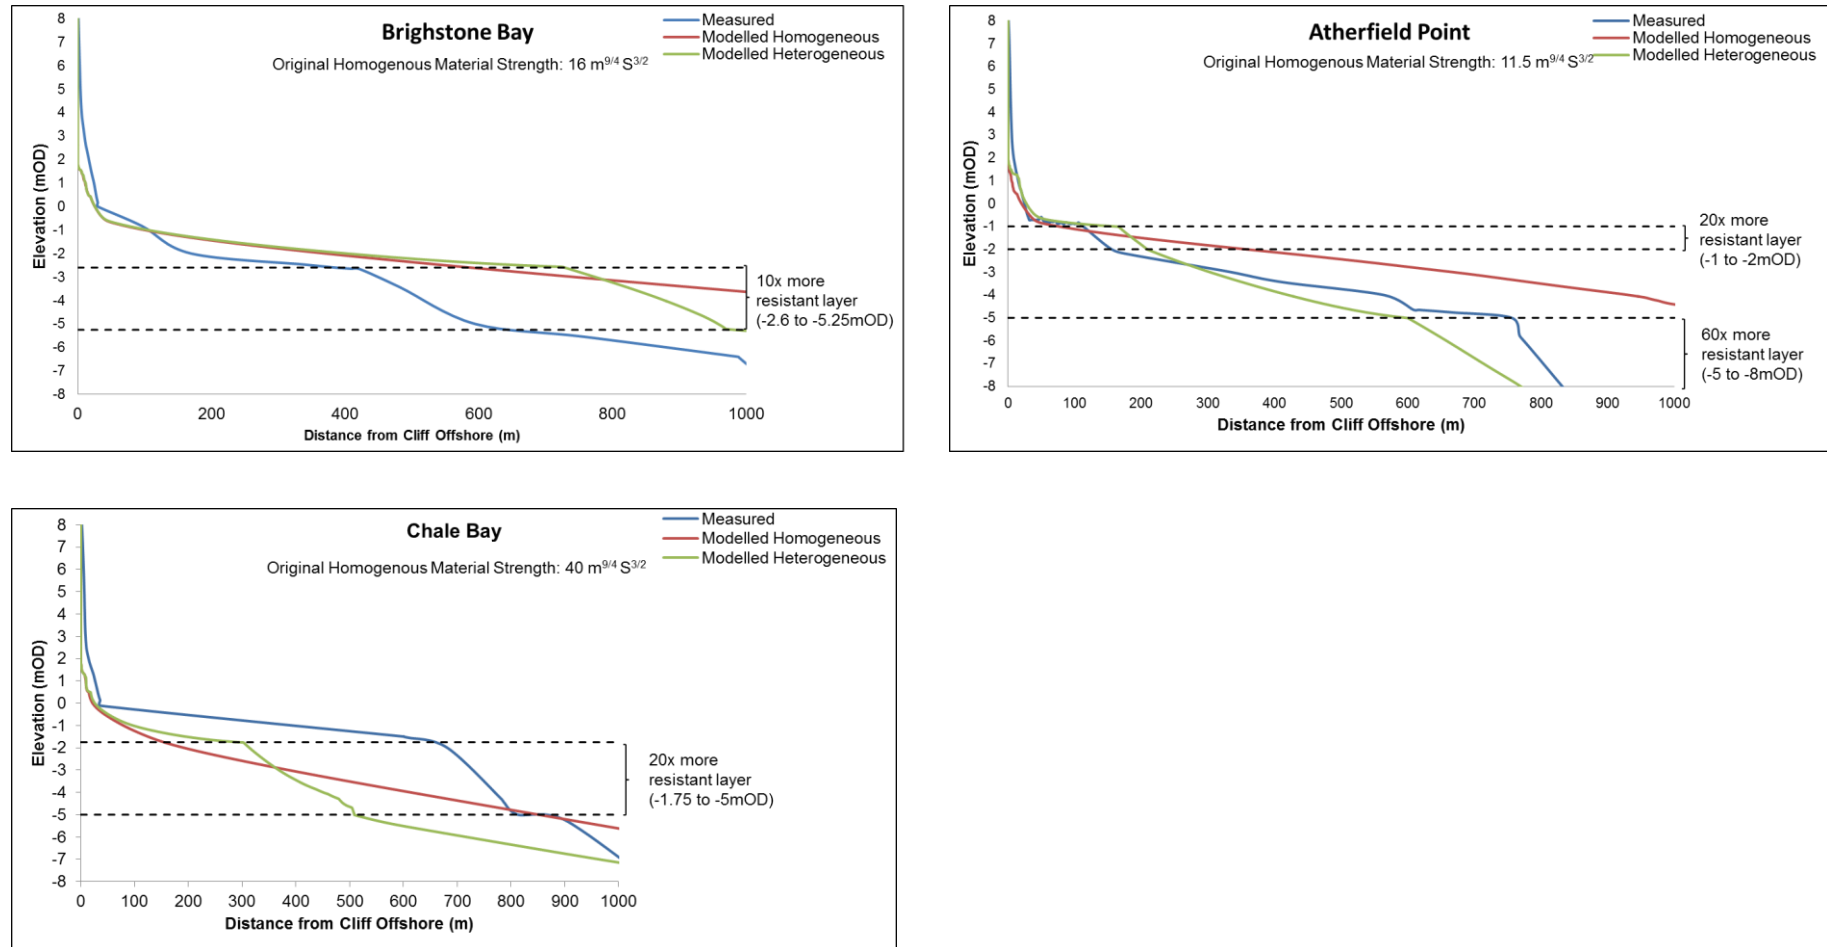 Brighstone Bay
Original Homogenous Material Strength: 16 m9/4 S3/2
Measured
Modelled Homogeneous
Modelled Heterogeneous
Elevation (mOD)
8
7
6
5
4
3
2
1
0
-1
-2
-3
-4
-5
-6
-7
-8
0 200 400 600 800 1000
Distance from Cliff Offshore (m)
10x more
resistant layer
(-2.6 to -5.25mOD)
Atherfield Point
Original Homogenous Material Strength: 11.5 m9/4 S3/2
Measured
Modelled Homogeneous
Modelled Heterogeneous
Elevation (mOD)
8
7
6
5
4
3
2
1
0
-1
-2
-3
-4
-5
-6
-7
-8
0 100 200 300 400 500 600 700 800 900 1000
Distance from Cliff Offshore (m)
20x more
resistant layer
(-1 to -2mOD)
60x more
resistant layer
(-5 to -8mOD)
Chale Bay
Original Homogenous Material Strength: 40 m9/4 S3/2
Measured
Modelled Homogeneous
Modelled Heterogeneous
Elevation (mOD)
8
7
6
5
4
3
2
1
0
-1
-2
-3
-4
-5
-6
-7
-8
0 100 200 300 400 500 600 700 800 900 1000
Distance from Cliff Offshore (m)
20x more
resistant layer
(-1.75 to -5mOD)